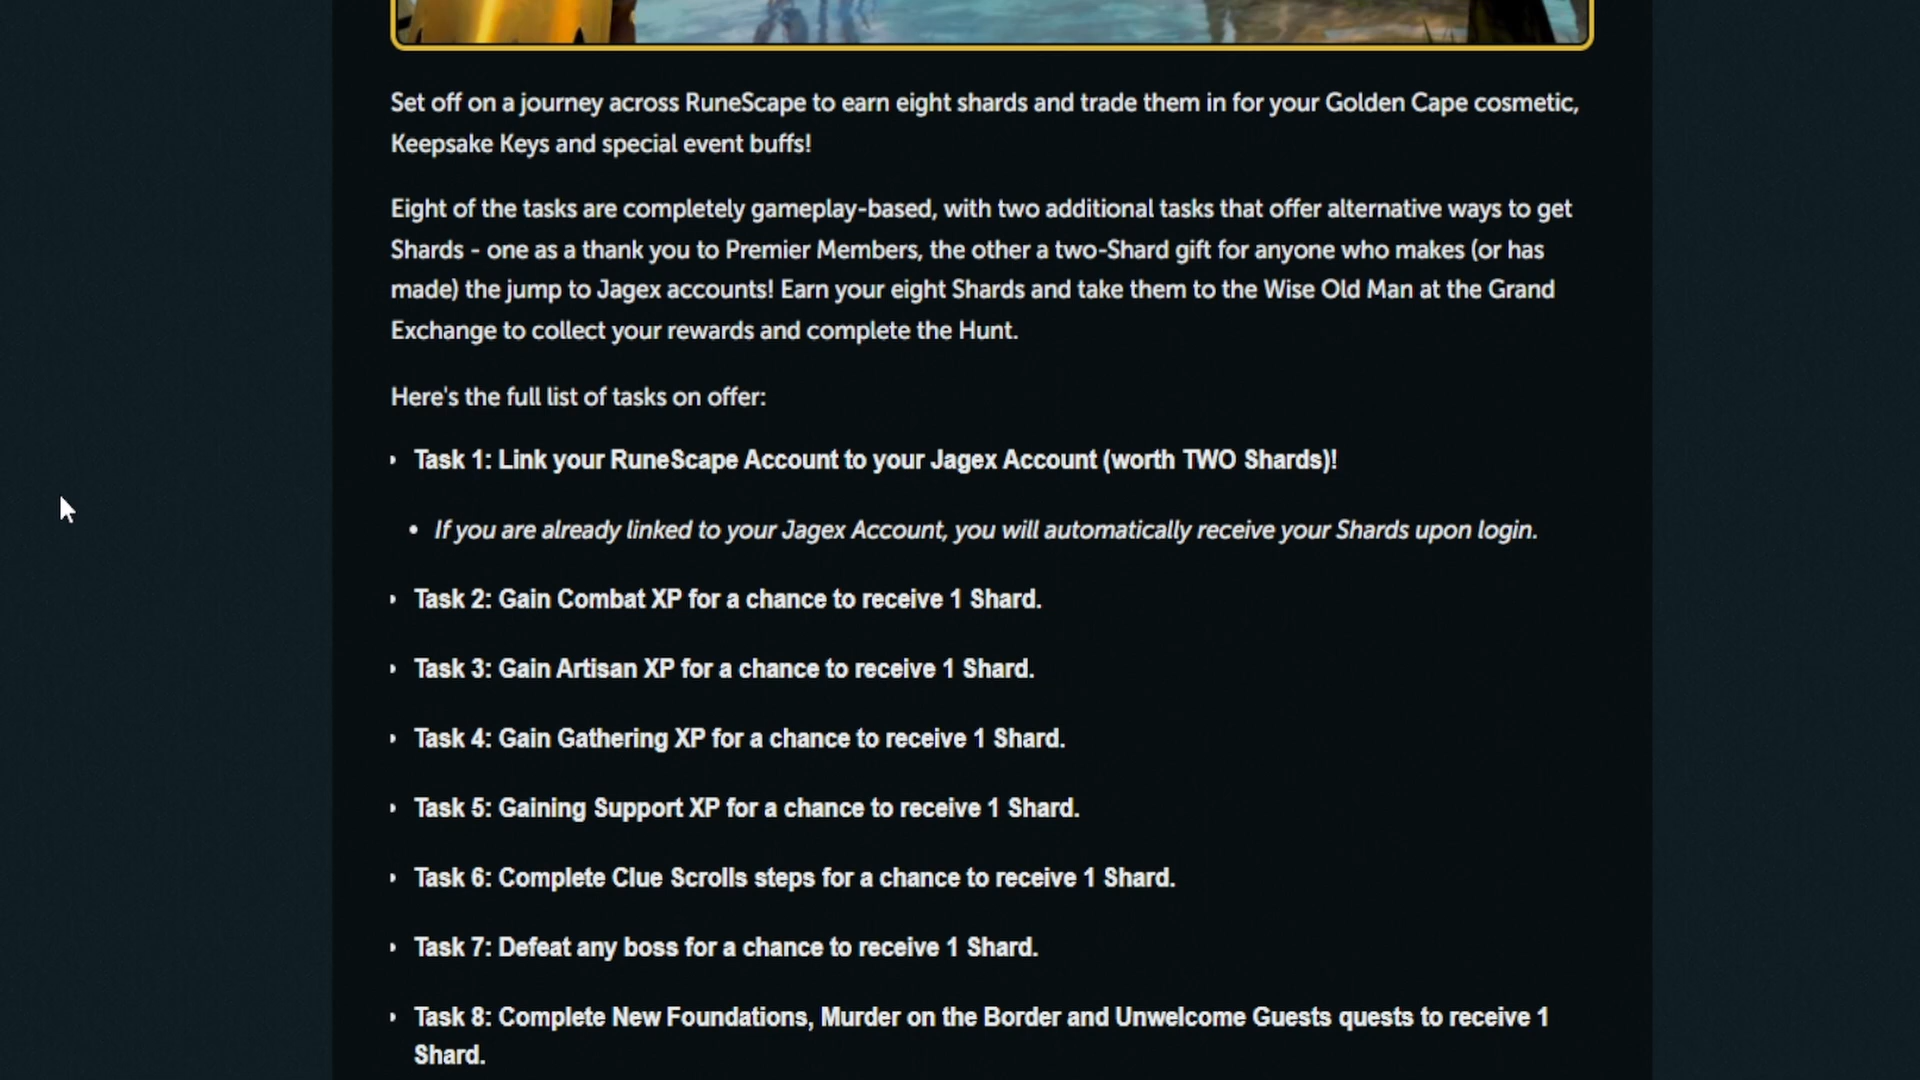 Set off on a journey across RuneScape to earn eight shards and trade them in for your Golden Cape cosmetic,
Keepsake Keys and special event buffs!
Eight of the tasks are completely gameplay-based, with two additional tasks that offer alternative ways to get
Shards - one as a thank you to Premier Members, the other a two-Shard gift for anyone who makes (or has
made) the jump to Jagex accounts! Earn your eight Shards and take them to the Wise Old Man at the Grand
Exchange to collect your rewards and complete the Hunt.
Here's the full list of tasks on offer:
Task 1: Link your RuneScape Account to your Jagex Account (worth TWO Shards)!
If you are already linked to your Jagex Account, you will automatically receive your Shards upon login.
Task 2: Gain Combat XP for a chance to receive 1 Shard.
Task 3: Gain Artisan XP for a chance to receive 1 Shard.
Task 4: Gain Gathering XP for a chance to receive 1 Shard.
Task 5: Gaining Support XP for a chance to receive 1 Shard.
Task 6: Complete Clue Scrolls steps for a chance to receive 1 Shard.
Task 7: Defeat any boss for a chance to receive 1 Shard.
Task 8: Complete New Foundations, Murder on the Border and Unwelcome Guests quests to receive 1
Shard.